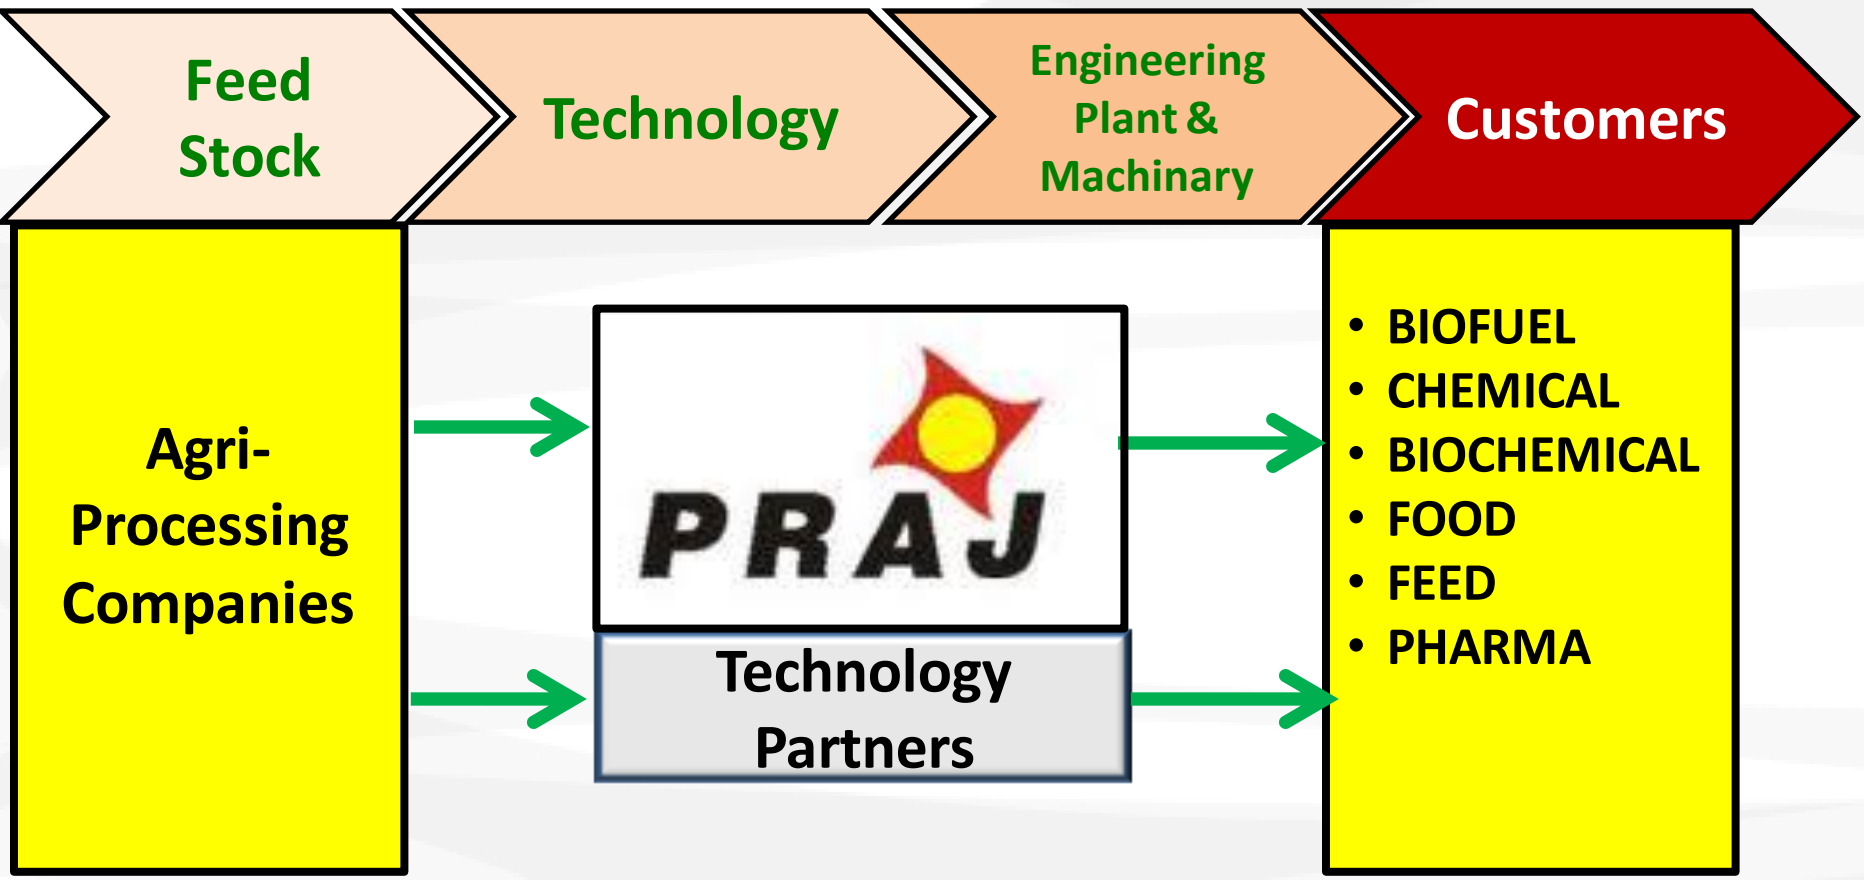 Feed
Stock
Technology
Engineering
Plant &
Machinary
Customers
Agri-
Processing
Companies
PRAJ
Technology
Partners
• BIOFUEL
• CHEMICAL
• BIOCHEMICAL
• FOOD
• FEED
• PHARMA